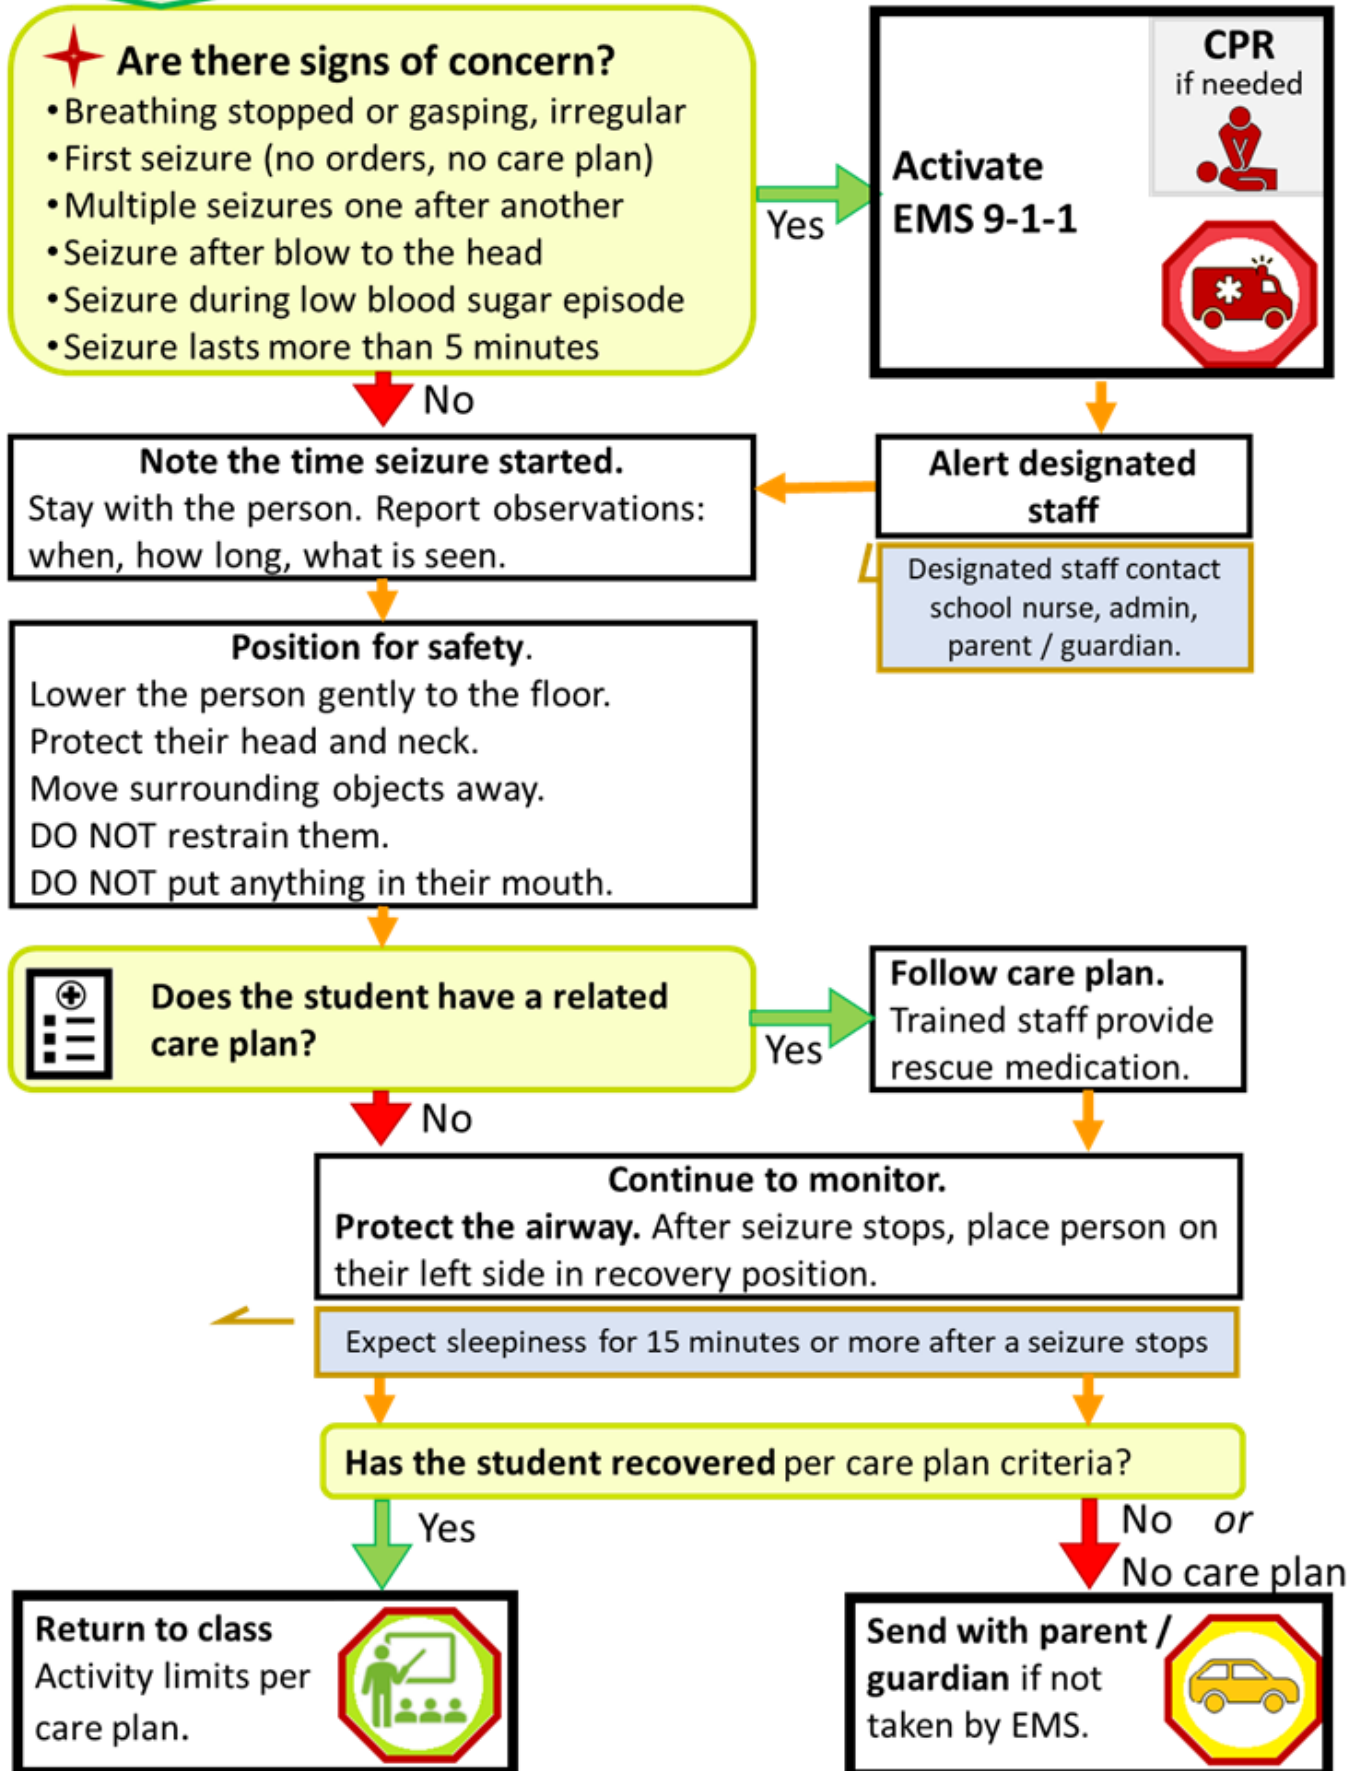 Are there signs of concern?
•Breathing stopped or gasping, irregular
•First seizure (no orders, no care plan)
•Multiple seizures one after another
•Seizure after blow to the head
•Seizure during low blood sugar episode
•Seizure lasts more than 5 minutes
Yes
CPR
if needed
Activate
EMS 9-1-1
No
Note the time seizure started.
Stay with the person. Report observations:
when, how long, what is seen.
Alert designated
staff
Designated staff contact
school nurse, admin,
parent / guardian.
Position for safety.
Lower the person gently to the floor.
Protect their head and neck.
Move surrounding objects away.
DO NOT restrain them.
DO NOT put anything in their mouth.
Does the student have a related
care plan?
Yes
Follow care plan.
Trained staff provide
rescue medication.
No
Continue to monitor.
Protect the airway. After seizure stops, place person on
their left side in recovery position.
Expect sleepiness for 15 minutes or more after a seizure stops
Has the student recovered per care plan criteria?
Yes
No or
No care plan
Return to class
Activity limits per
care plan.
Send with parent /
guardian if not
taken by EMS.